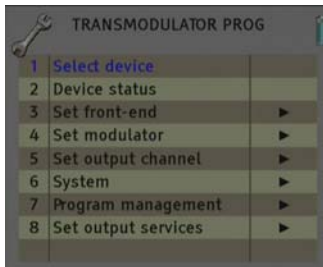 TRANSMODULATOR PROG
1 Select device
2 Device status
3 Set front-end ►
4 Set modulator ►
5 Set output channel ►
6 System ►
7 Program management ►
8 Set output services ►